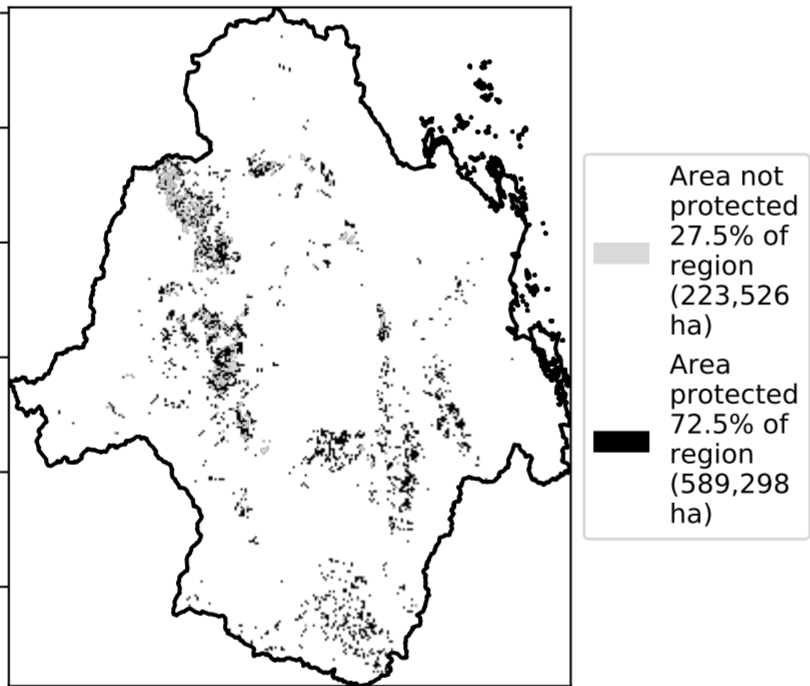 Area not
protected
27.5% of
region
(223,526
ha)
Area
protected
72.5% of
region
(589,298
ha)